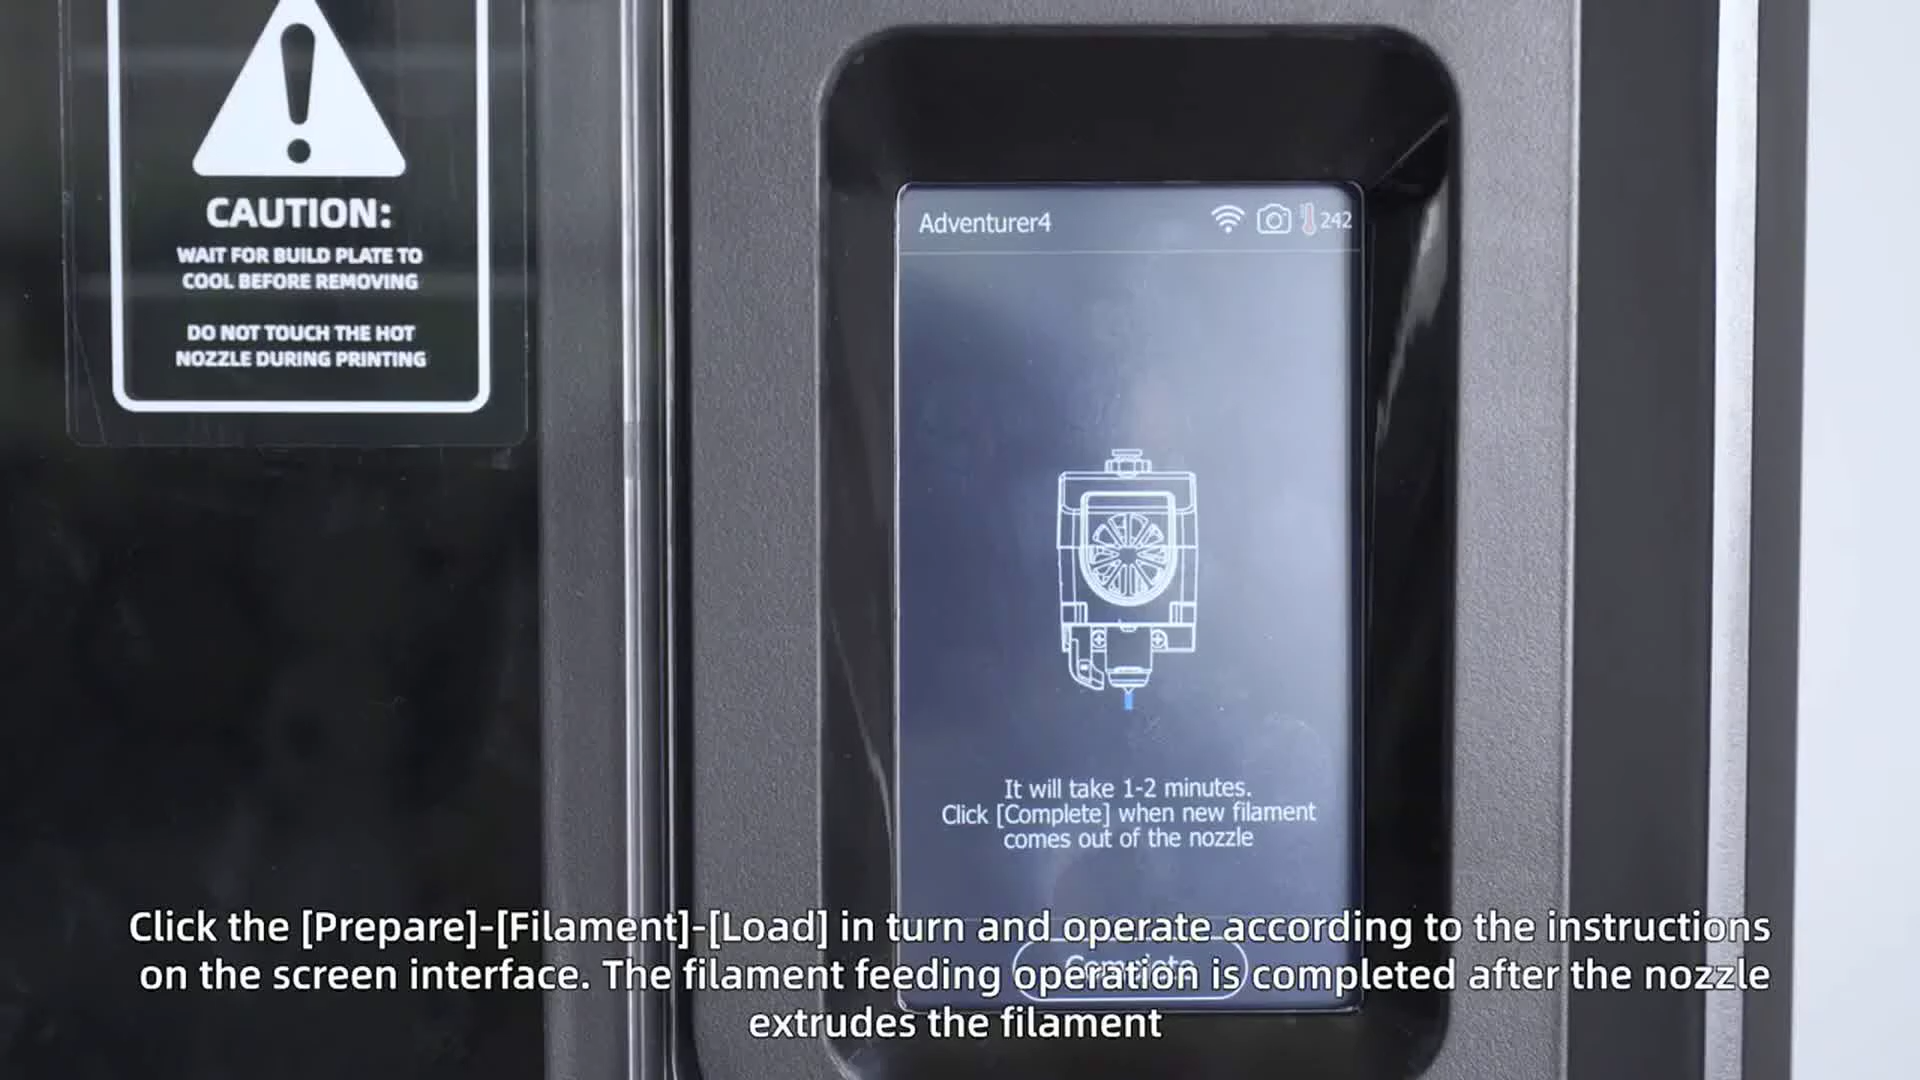 CAUTION:
WAIT FOR BUILD PLATE TO
COOL BEFORE REMOVING
DO NOT TOUCH THE HOT
NOZZLE DURING PRINTING
Adventurer4
242
It will take 1-2 minutes.
Click [Complete] when new filament
comes out of the nozzle
Complete
Click the [Prepare]-[Filament]-[Load] in turn and operate according to the instructions
on the screen interface. The filament feeding operation is completed after the nozzle
extrudes the filament